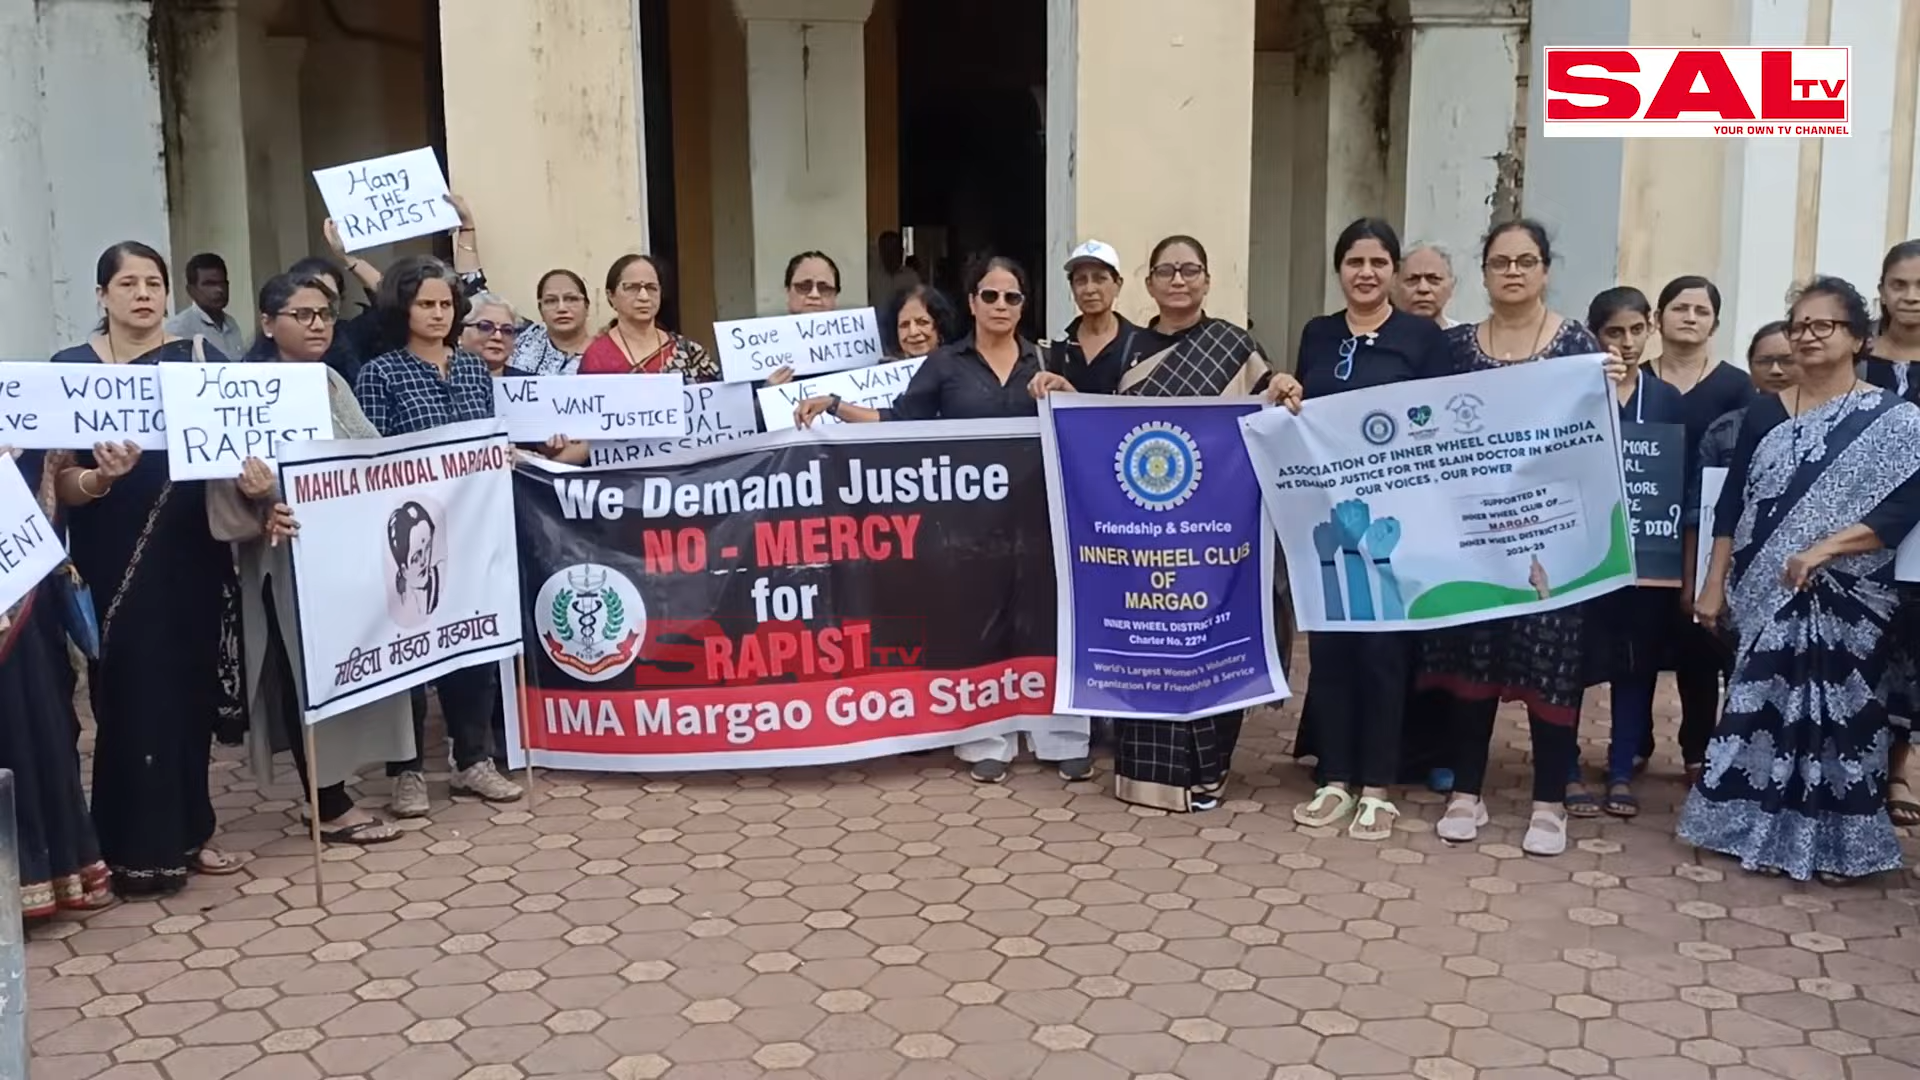 SAL TV
YOUR OWN TV CHANNEL
Hang
THE
RAPIST
Save WOMEN
Save NATION
WOMEN
NATIO
Hang
THE
RAPIST
WE WANT JUSTICE
WE WANT
HARASSMENT
MAHILA MANDAL MARGAO
महिला मंडळ मडगांव
We Demand Justice
NO - MERCY
for
RAPIST
IMA Margao Goa State
SAL TV
Friendship & Service
INNER WHEEL CLUB
OF
MARGAO
INNER WHEEL DISTRICT 317
Charter No. 2274
World's Largest Women's Voluntary
Organization For Friendship & Service
ASSOCIATION OF INNER WHEEL CLUBS IN INDIA
WE DEMAND JUSTICE FOR THE SLAIN DOCTOR IN KOLKATA
OUR VOICES , OUR POWER
SUPPORTED BY
INNER WHEEL CLUB OF
MARGAO
INNER WHEEL DISTRICT 317
2024-25
MORE
MORE
DID?